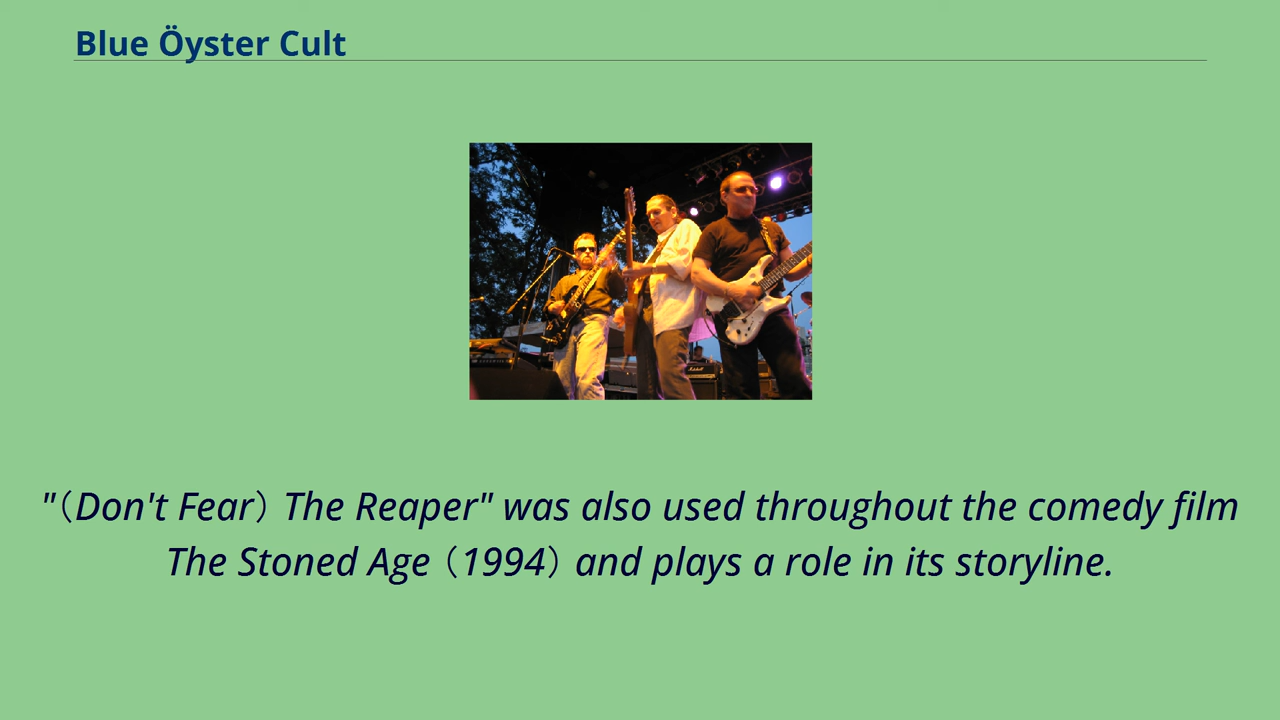 Blue Öyster Cult
"（Don't Fear） The Reaper" was also used throughout the comedy film
The Stoned Age （1994） and plays a role in its storyline.